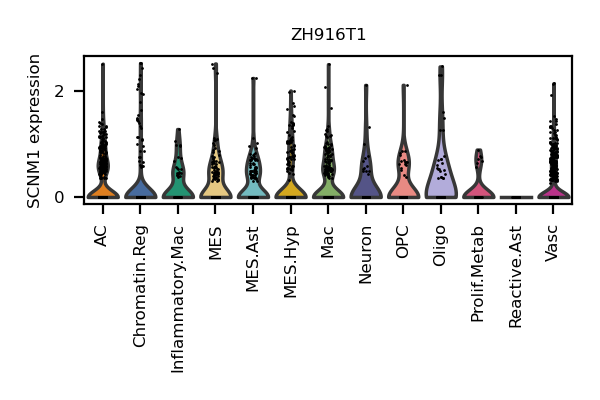 ZH916T1
SCNM1 expression
2
0
AC
Chromatin.Reg
Inflammatory.Mac
MES
MES.Ast
MES.Hyp
Mac
Neuron
OPC
Oligo
Prolif.Metab
Reactive.Ast
Vasc